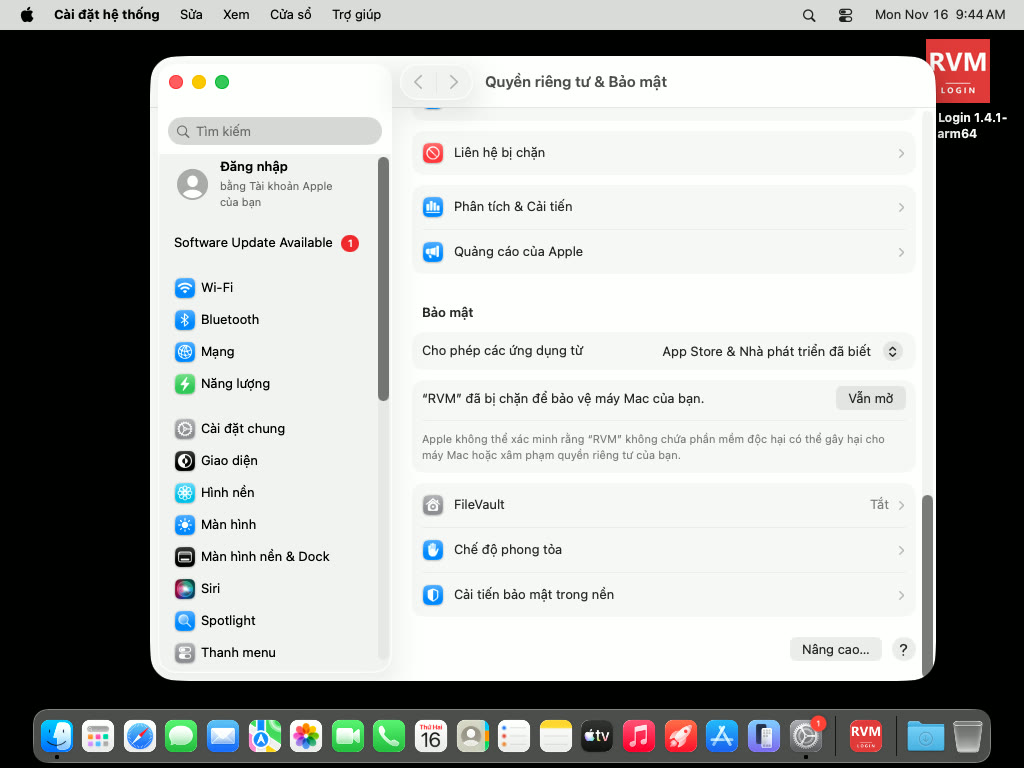 Cài đặt hệ thống Sửa Xem Cửa sổ Trợ giúp Mon Nov 16 9:44 AM
RVM
LOGIN
Login 1.4.1-
arm64
Quyền riêng tư & Bảo mật
Tìm kiếm
Đăng nhập
bằng Tài khoản Apple
của bạn
Software Update Available 1
Wi-Fi
Bluetooth
Mạng
Năng lượng
Cài đặt chung
Giao diện
Hình nền
Màn hình
Màn hình nền & Dock
Siri
Spotlight
Thanh menu
Liên hệ bị chặn
Phân tích & Cải tiến
Quảng cáo của Apple
Bảo mật
Cho phép các ứng dụng từ App Store & Nhà phát triển đã biết
“RVM” đã bị chặn để bảo vệ máy Mac của bạn. Vẫn mở
Apple không thể xác minh rằng “RVM” không chứa phần mềm độc hại có thể gây hại cho
máy Mac hoặc xâm phạm quyền riêng tư của bạn.
FileVault Tắt
Chế độ phong tỏa
Cải tiến bảo mật trong nền
Nâng cao... ?
Thứ Hai
16
tv
1
RVM
LOGIN